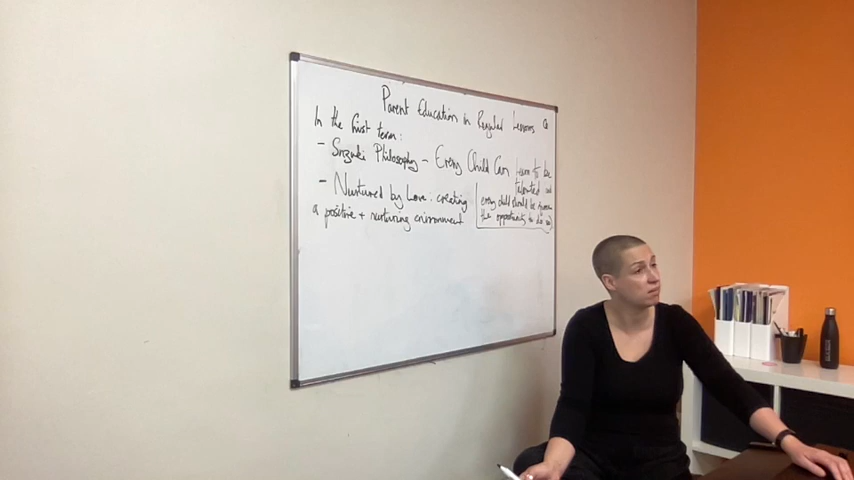 Parent Education in Regular Lessons
In the first term:
- Suzuki Philosophy - Every Child Can
learn to be
talented and
every child should be given
the opportunity to do so
- Nurtured by Love: creating
a positive + nurturing environment